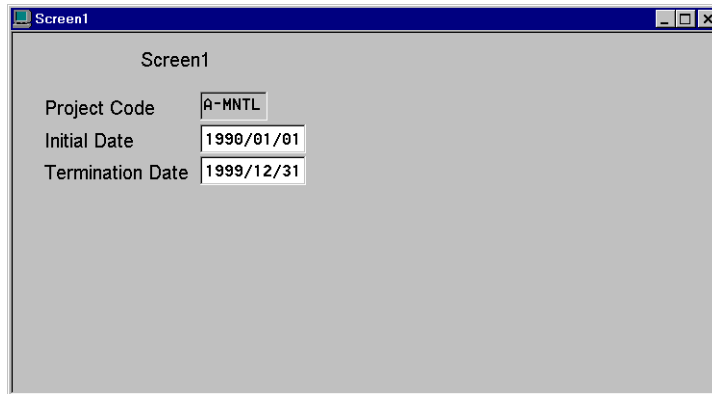 Screen1
Screen1
Project Code A-MNTL
Initial Date 1990/01/01
Termination Date 1999/12/31